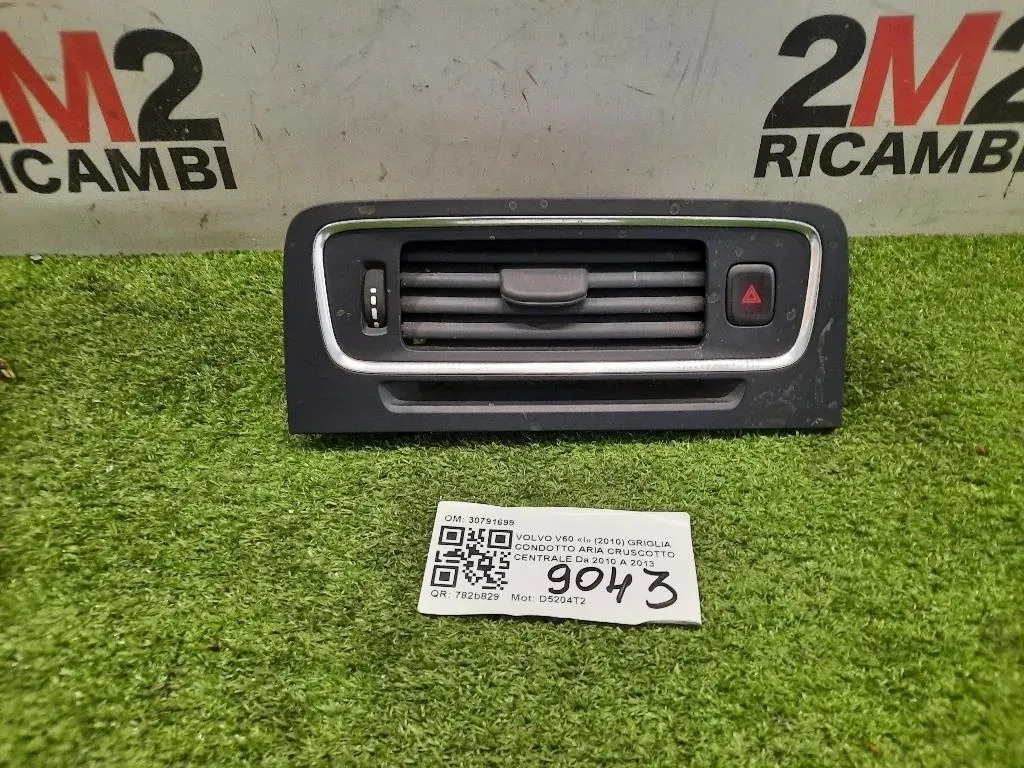 2M2
RICAMBI
2M2
RICAMBI
OM: 30791699
VOLVO V60 «I» (2010) GRIGLIA
CONDOTTO ARIA CRUSCOTTO
CENTRALE Da 2010 A 2013
9043
QR: 782b829 Mot: D5204T2